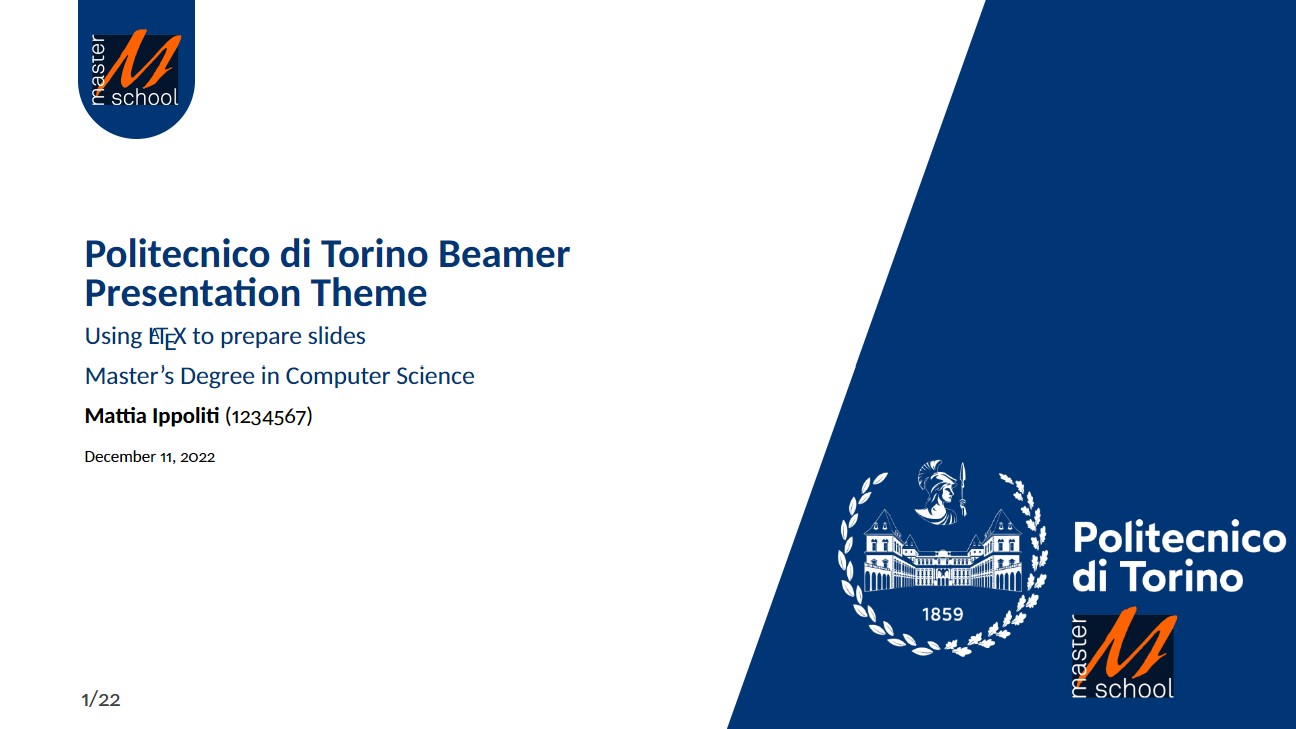 master
M
school
Politecnico di Torino Beamer
Presentation Theme
Using LATEX to prepare slides
Master’s Degree in Computer Science
Mattia Ippoliti (1234567)
December 11, 2022
1859
Politecnico
di Torino
master
M
school
1/22